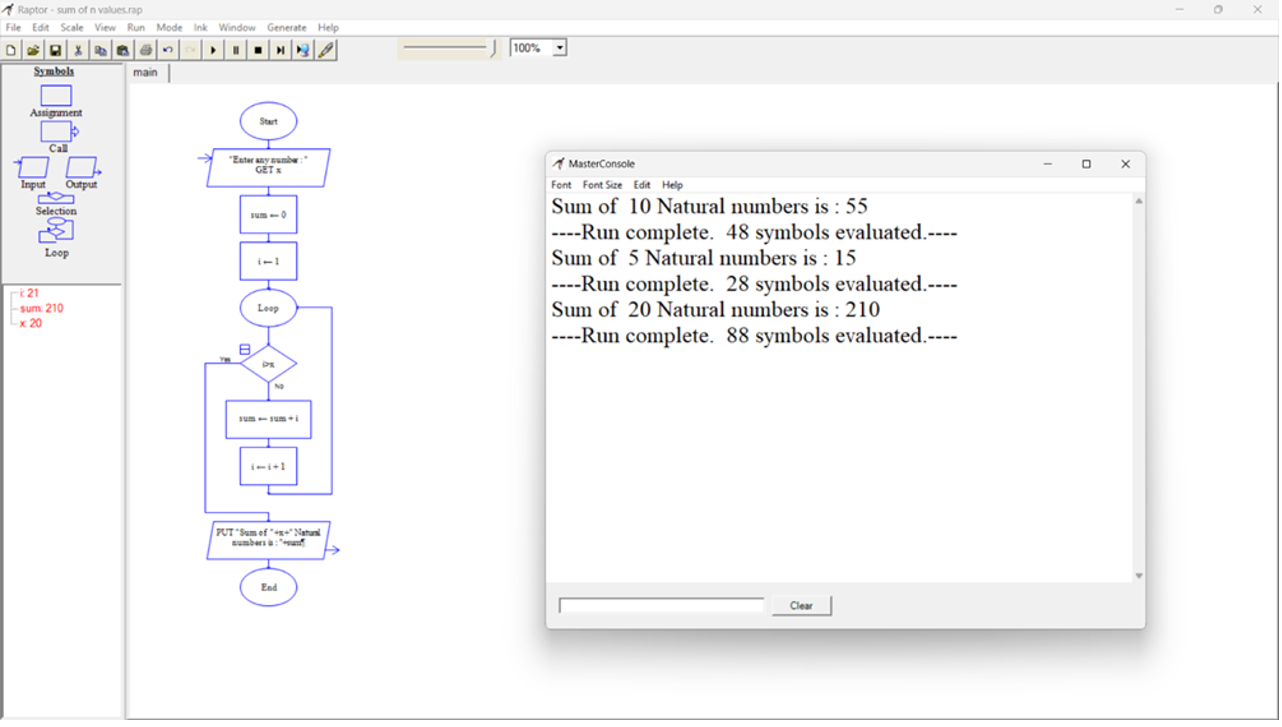 Raptor - sum of n values.rap
File Edit Scale View Run Mode Ink Window Generate Help
100%
Symbols
main
Assignment
Call
Input Output
Selection
Loop
i: 21
sum: 210
x: 20
Start
"Enter any number : "
GET x
sum ← 0
i ← 1
Loop
Yes
i>x
No
sum ← sum + i
i ← i + 1
PUT "Sum of "+x+" Natural
numbers is : "+sum¶
End
MasterConsole
Font Font Size Edit Help
Sum of  10 Natural numbers is : 55
----Run complete.  48 symbols evaluated.----
Sum of  5 Natural numbers is : 15
----Run complete.  28 symbols evaluated.----
Sum of  20 Natural numbers is : 210
----Run complete.  88 symbols evaluated.----
Clear